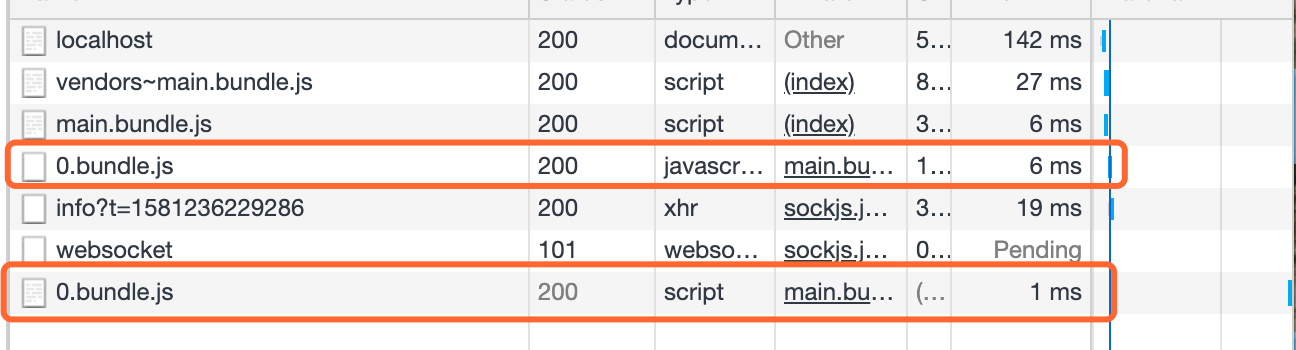 localhost 200 docum... Other 5... 142 ms
vendors~main.bundle.js 200 script (index) 8... 27 ms
main.bundle.js 200 script (index) 3... 6 ms
0.bundle.js 200 javascr... main.bu... 1... 6 ms
info?t=1581236229286 200 xhr sockjs.j... 3... 19 ms
websocket 101 webso... sockjs.j... 0... Pending
0.bundle.js 200 script main.bu... (... 1 ms